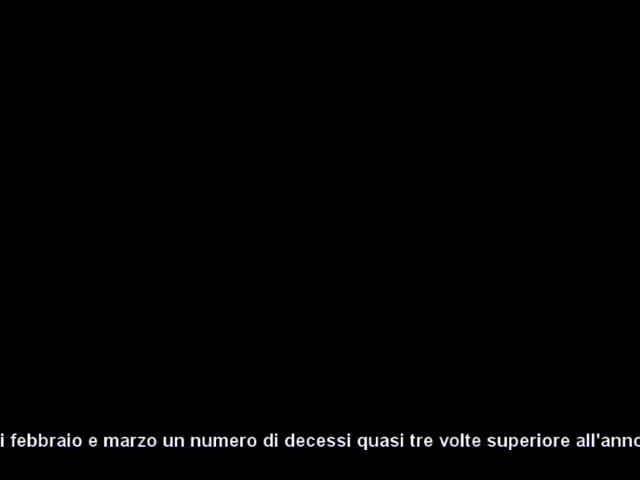 i febbraio e marzo un numero di decessi quasi tre volte superiore all'anno